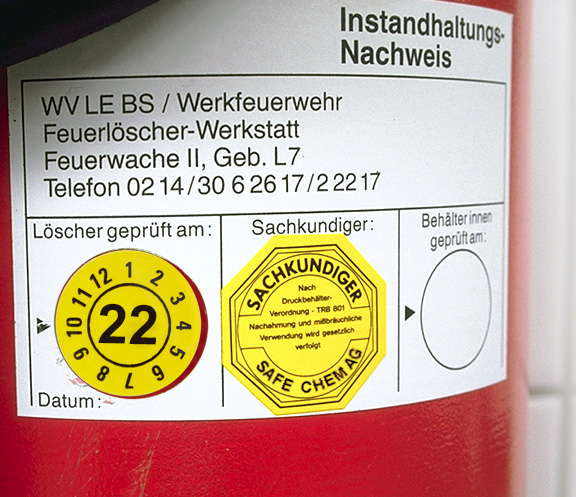 Instandhaltungs-
Nachweis
WV LE BS / Werkfeuerwehr
Feuerlöscher-Werkstatt
Feuerwache II, Geb. L7
Telefon 02 14/30 6 26 17/2 22 17
Löscher geprüft am:
1 2 3 4 5 6 7 8 9 10 11 12
22
Datum:
Sachkundiger:
SACHKUNDIGER
Nach
Druckbehälter-
Verordnung - TRB 601
Nachahmung und mißbräuchliche
Verwendung wird gesetzlich
verfolgt
SAFE CHEM AG
Behälter innen
geprüft am: